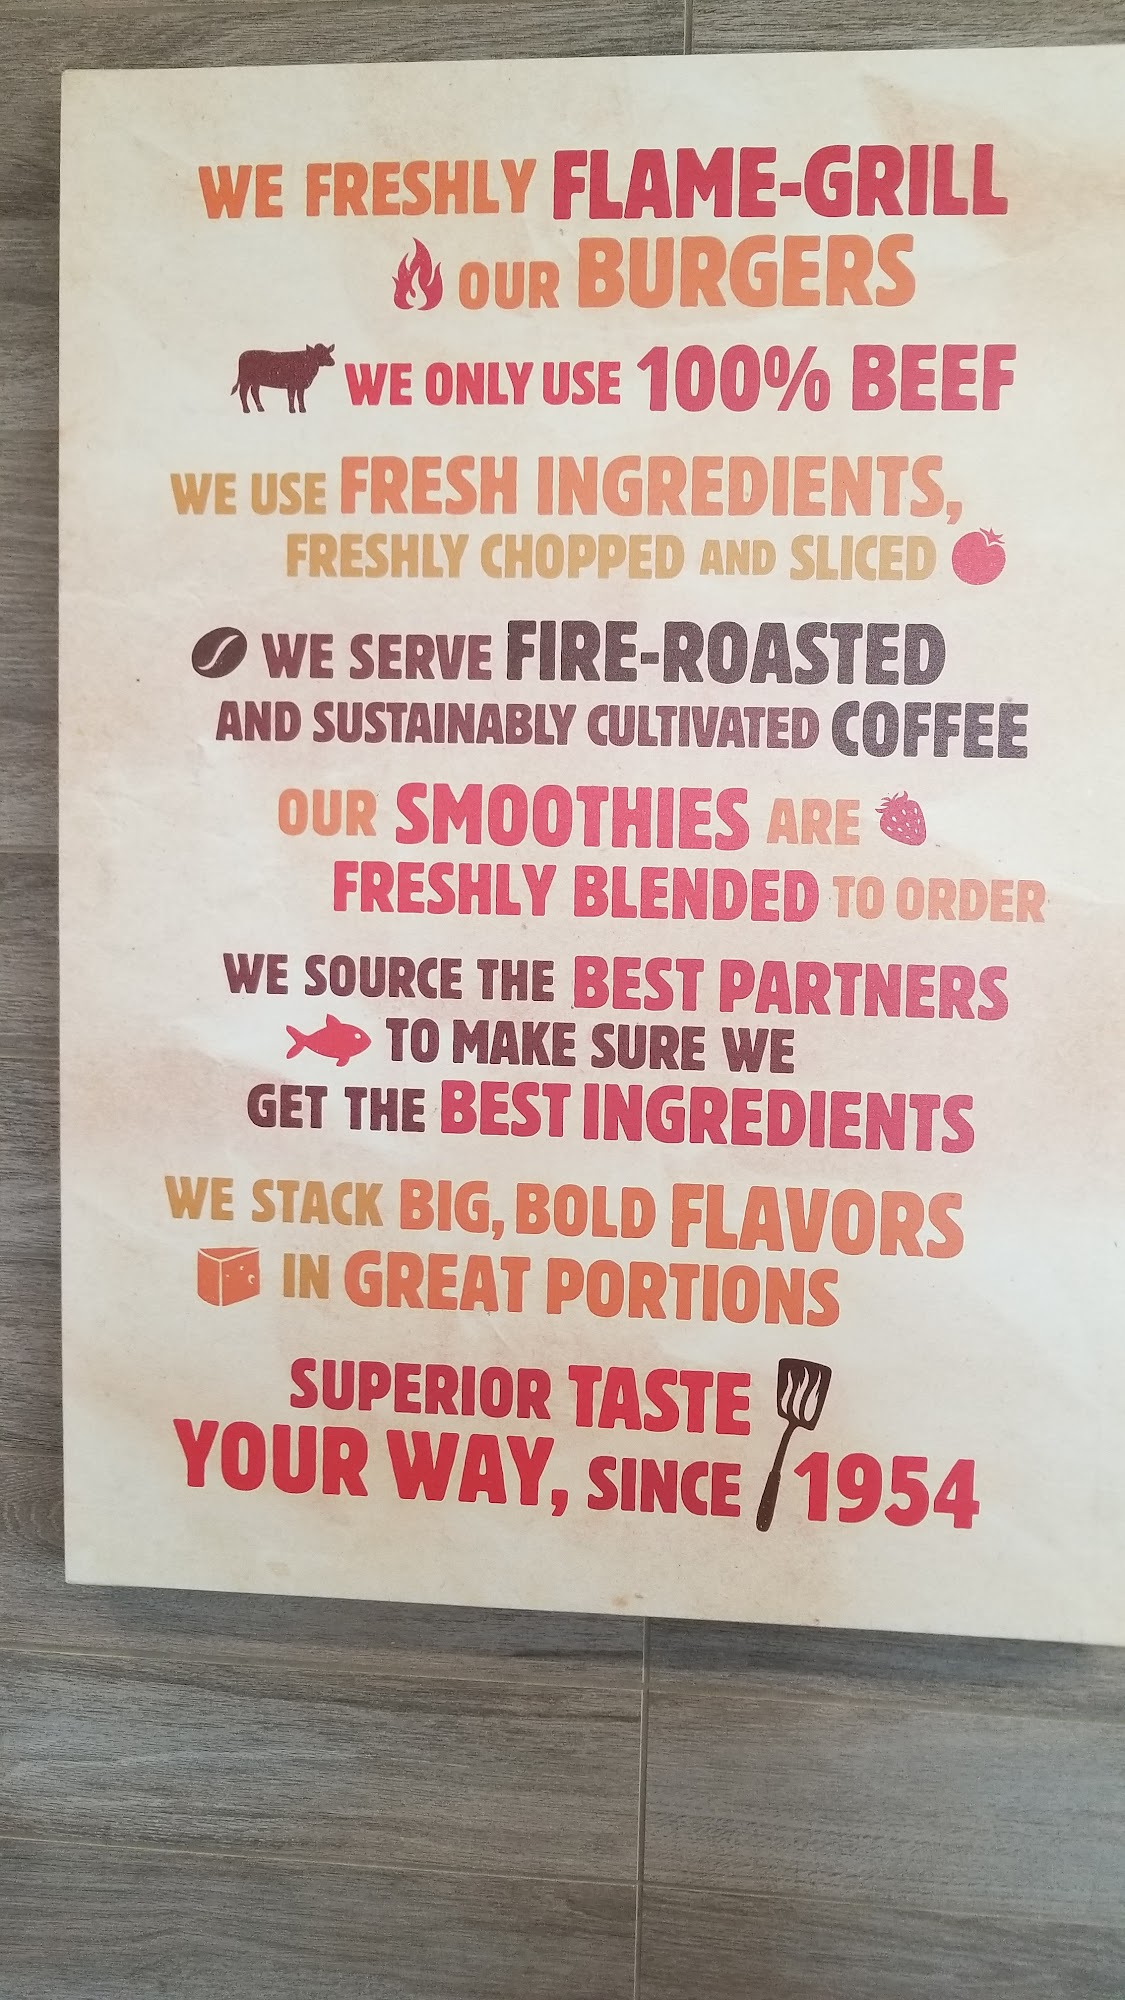 WE FRESHLY FLAME-GRILL
OUR BURGERS
WE ONLY USE 100% BEEF
WE USE FRESH INGREDIENTS,
FRESHLY CHOPPED AND SLICED
WE SERVE FIRE-ROASTED
AND SUSTAINABLY CULTIVATED COFFEE
OUR SMOOTHIES ARE
FRESHLY BLENDED TO ORDER
WE SOURCE THE BEST PARTNERS
TO MAKE SURE WE
GET THE BEST INGREDIENTS
WE STACK BIG, BOLD FLAVORS
IN GREAT PORTIONS
SUPERIOR TASTE
YOUR WAY, SINCE 1954